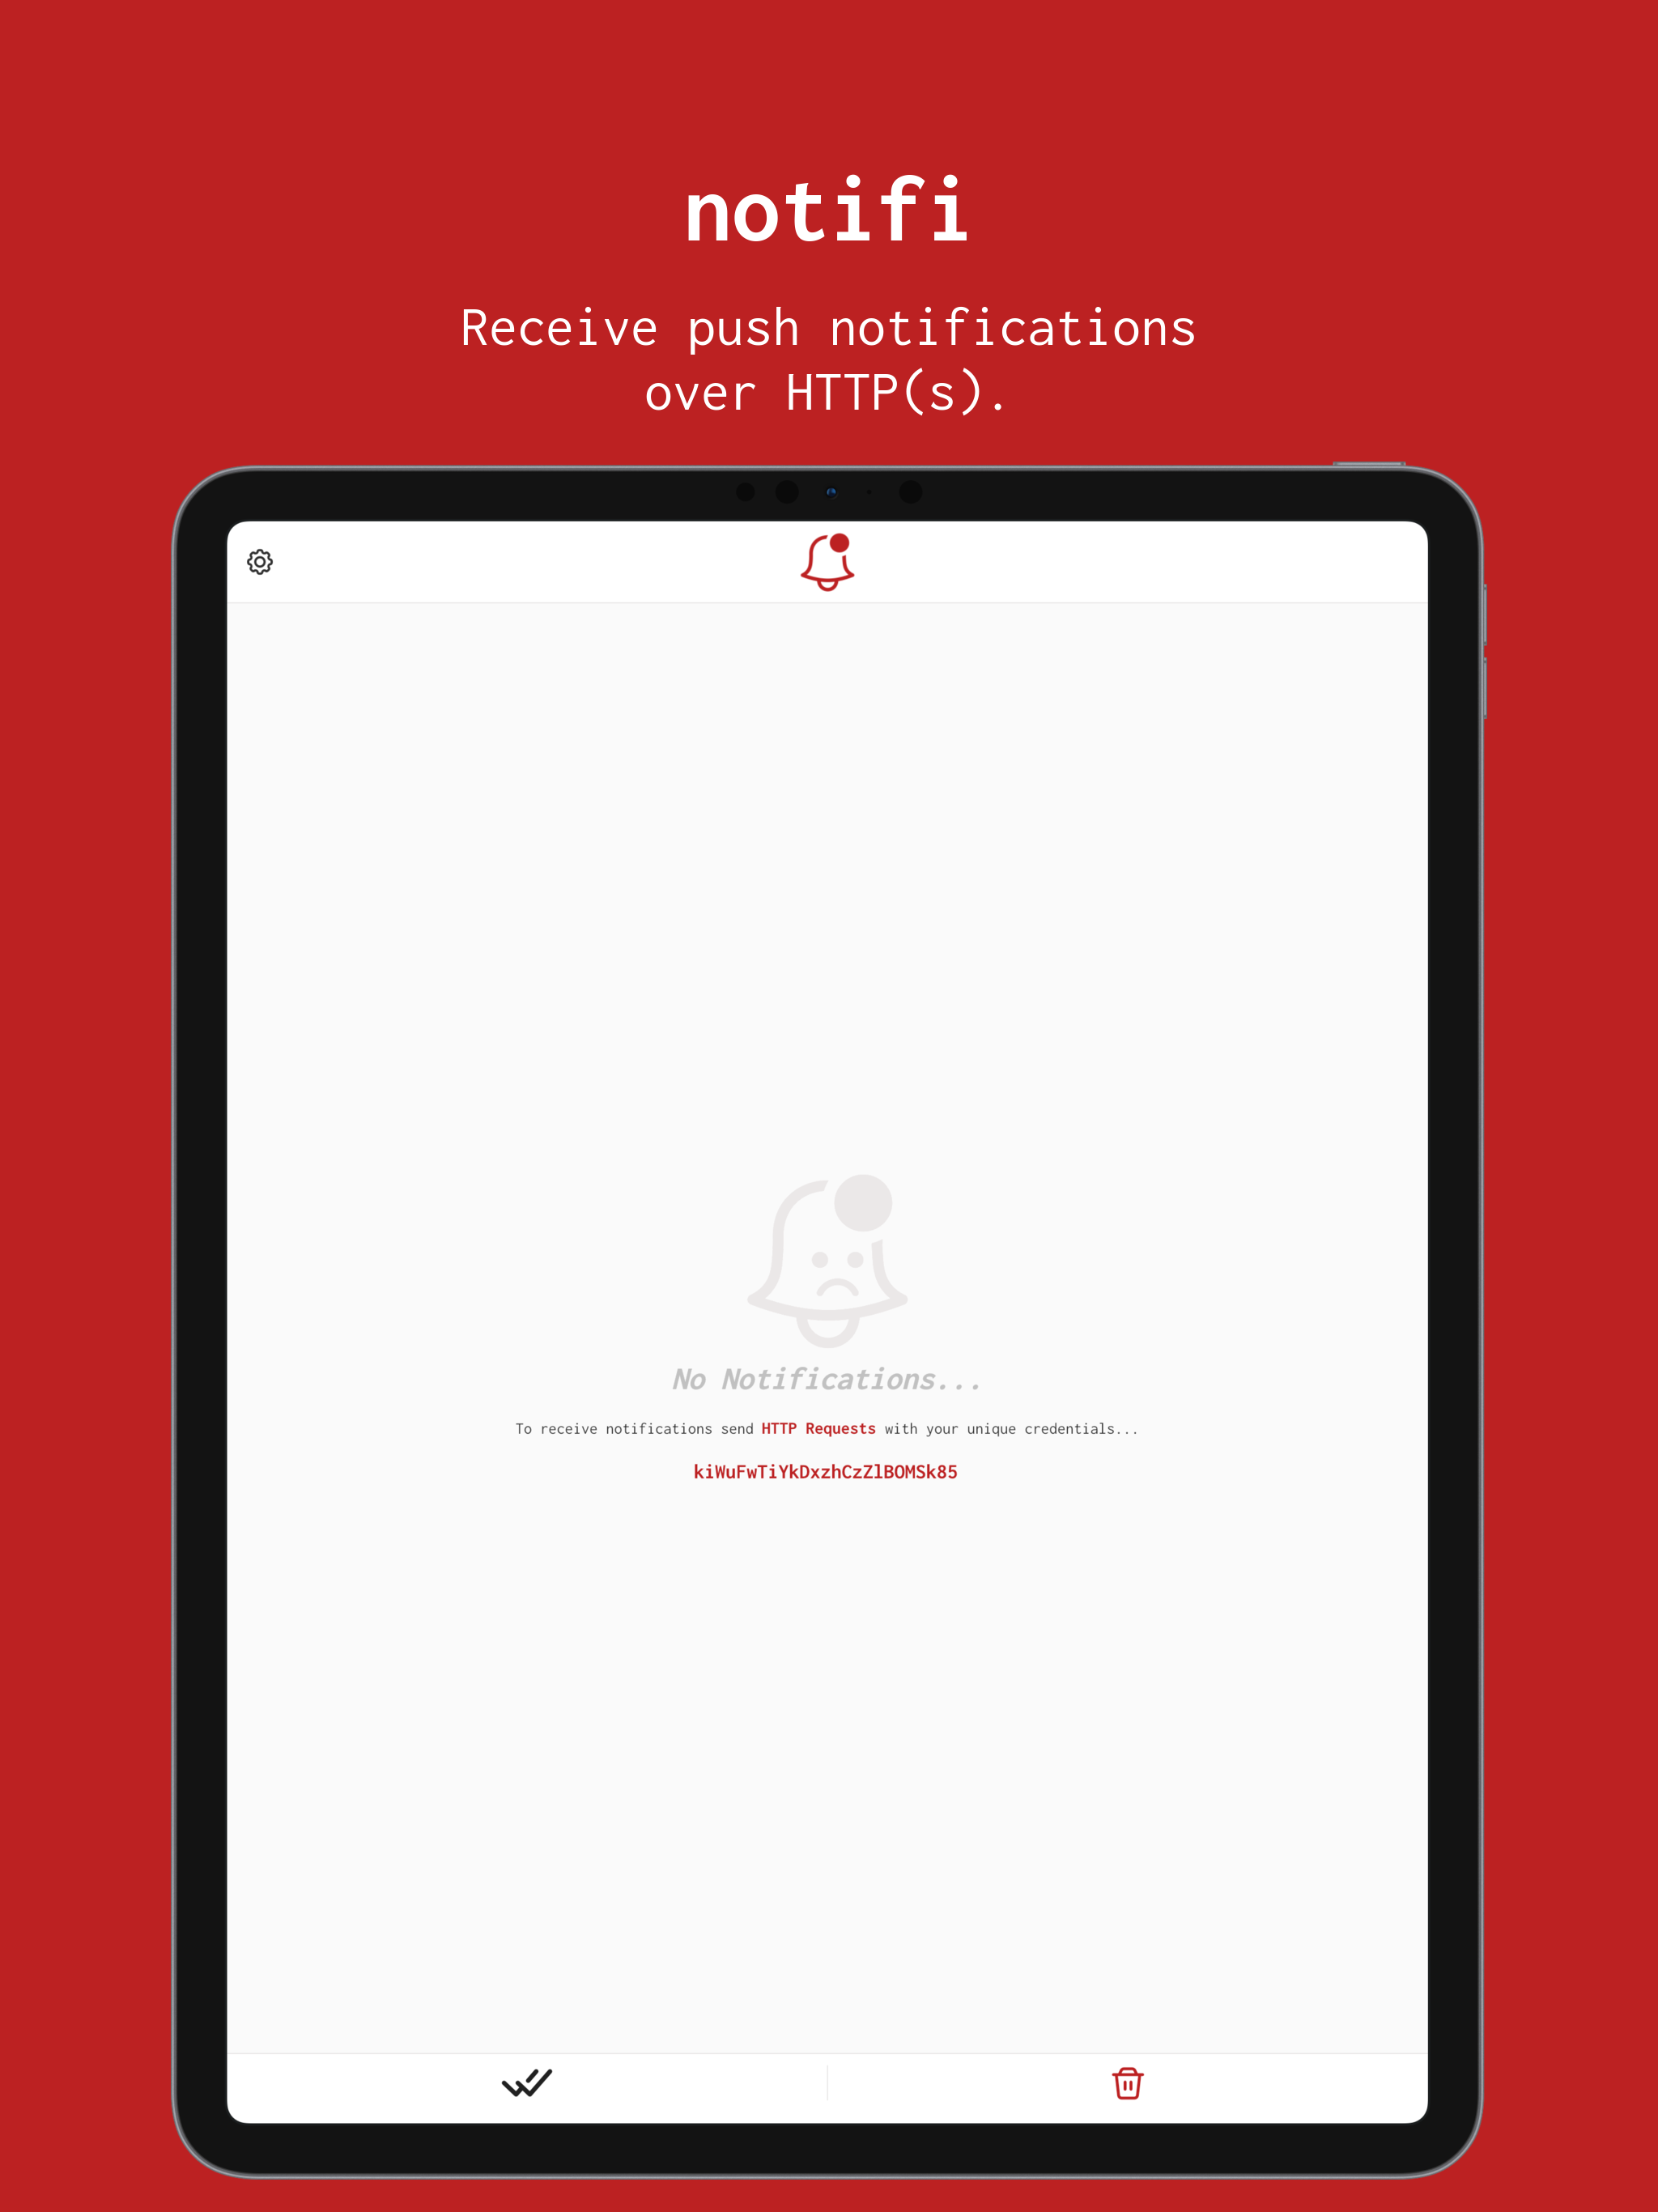 notifi
Receive push notifications
over HTTP(s).
No Notifications...
To receive notifications send HTTP Requests with your unique credentials...
kiWuFwTiYkDxzhCzZlBOMSk85